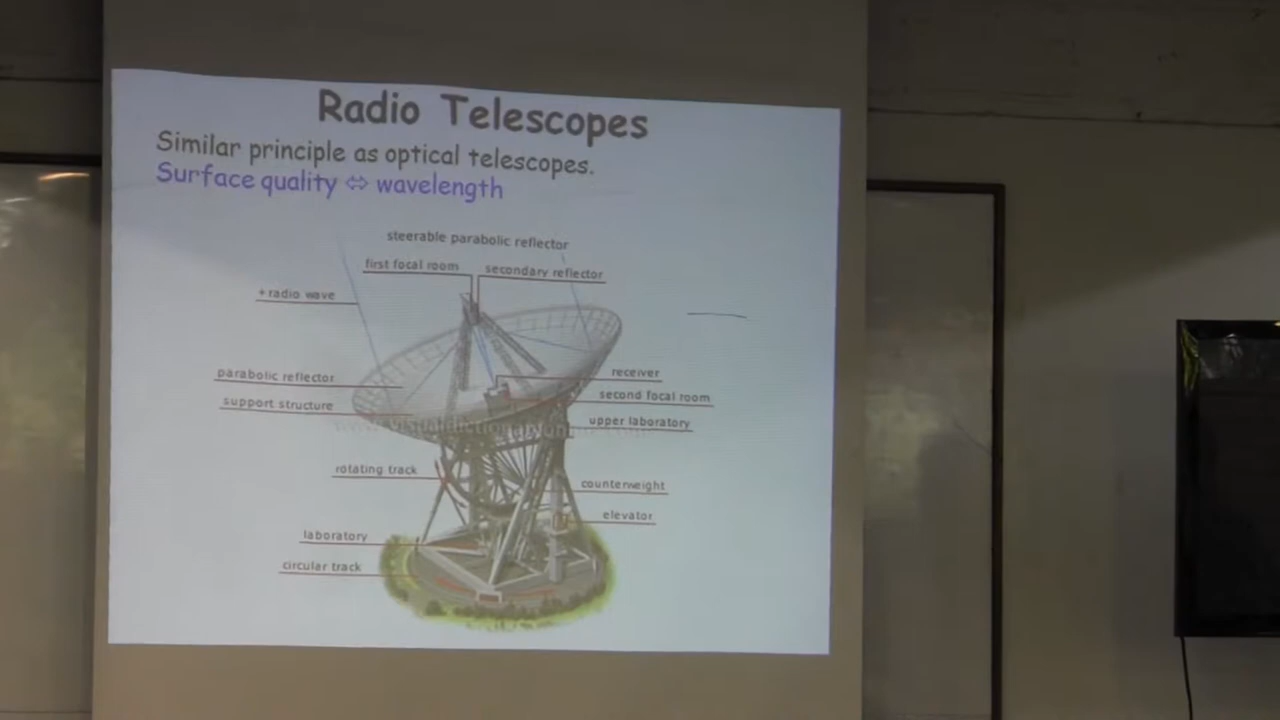 Radio Telescopes
Similar principle as optical telescopes.
Surface quality ⇔ wavelength
steerable parabolic reflector
first focal room
secondary reflector
+radio wave
parabolic reflector
receiver
support structure
second focal room
upper laboratory
rotating track
counterweight
elevator
laboratory
circular track